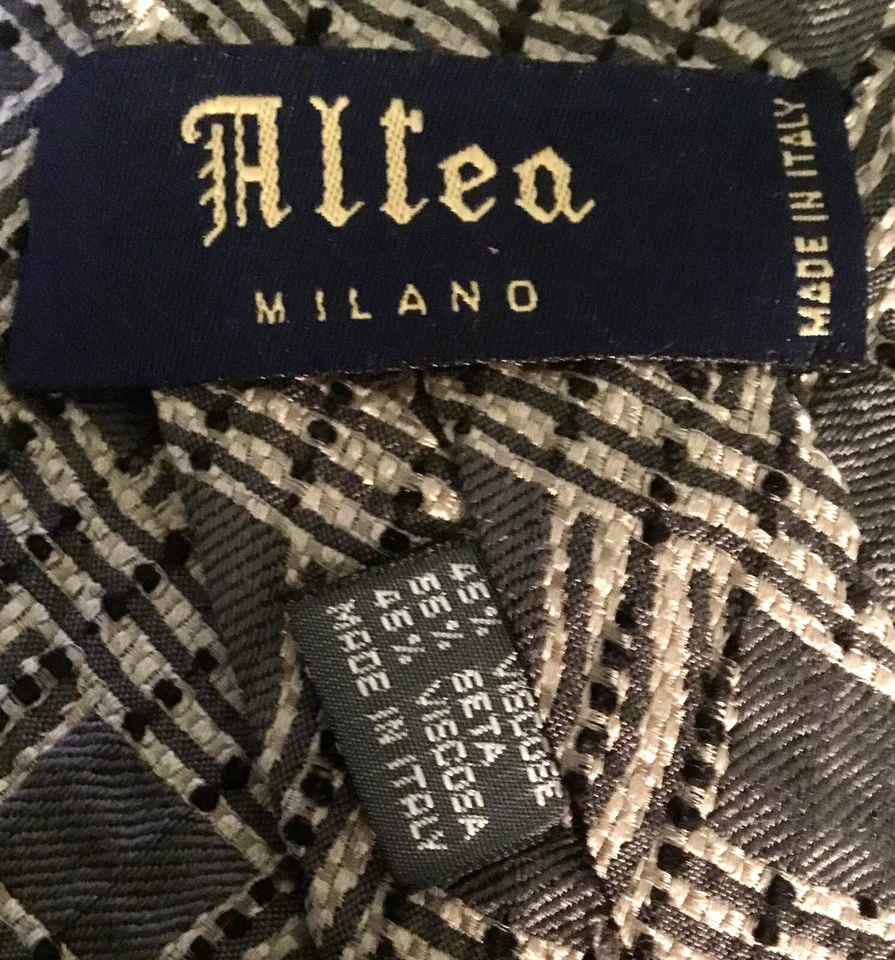 Altea
MILANO
MADE IN ITALY
45% VISCOSE
55% SETA
45% VISCOSA
MADE IN ITALY